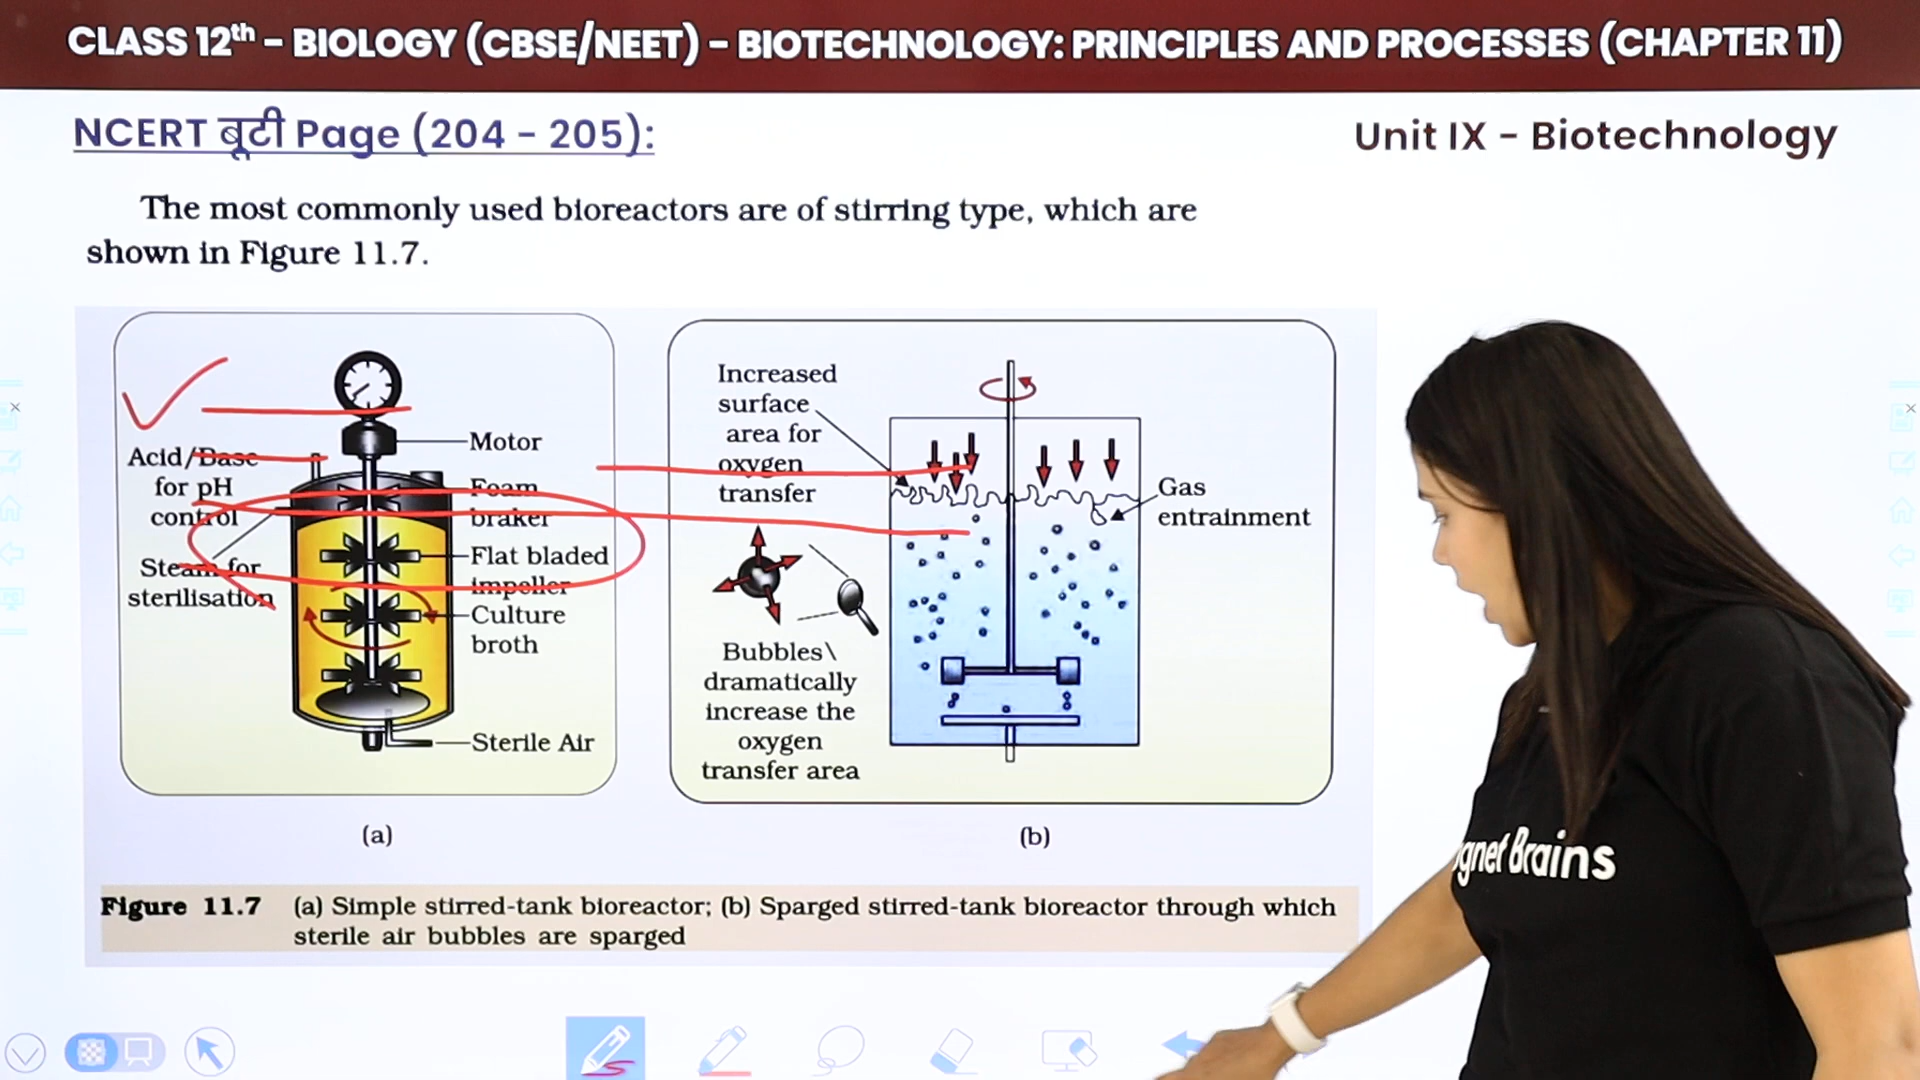 CLASS 12th – BIOLOGY (CBSE/NEET) – BIOTECHNOLOGY: PRINCIPLES AND PROCESSES (CHAPTER 11)
NCERT बूटी Page (204 - 205):
Unit IX - Biotechnology
The most commonly used bioreactors are of stirring type, which are
shown in Figure 11.7.
Acid/Base
for pH
control
Steam for
sterilisation
Motor
Foam
braker
Flat bladed
impeller
Culture
broth
Sterile Air
(a)
Increased
surface
area for
oxygen
transfer
Gas
entrainment
Bubbles\
dramatically
increase the
oxygen
transfer area
(b)
Figure 11.7 (a) Simple stirred-tank bioreactor; (b) Sparged stirred-tank bioreactor through which
sterile air bubbles are sparged
gnet Brains